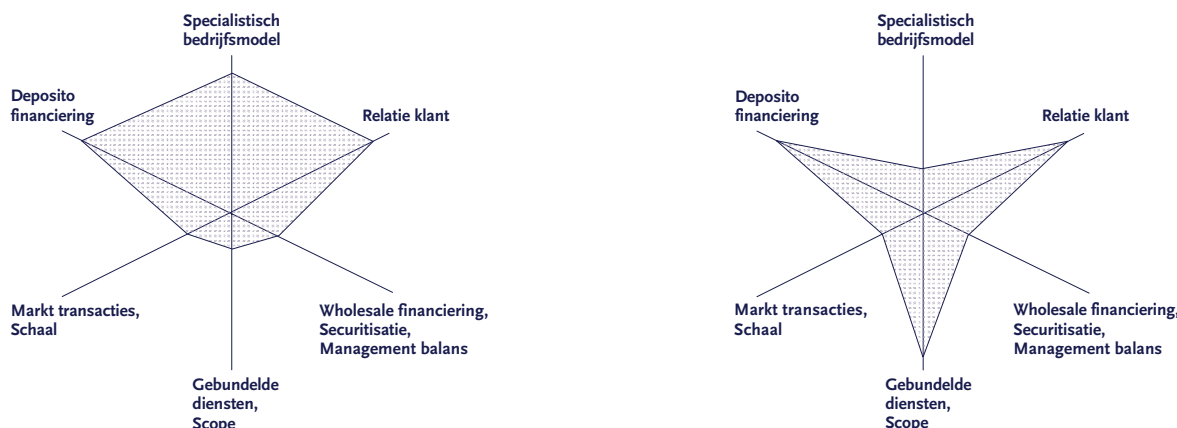 Specialistisch
bedrijfsmodel
Deposito
financiering
Relatie klant
Markt transacties,
Schaal
Wholesale financiering,
Securitisatie,
Management balans
Gebundelde
diensten,
Scope
Specialistisch
bedrijfsmodel
Deposito
financiering
Relatie klant
Markt transacties,
Schaal
Wholesale financiering,
Securitisatie,
Management balans
Gebundelde
diensten,
Scope